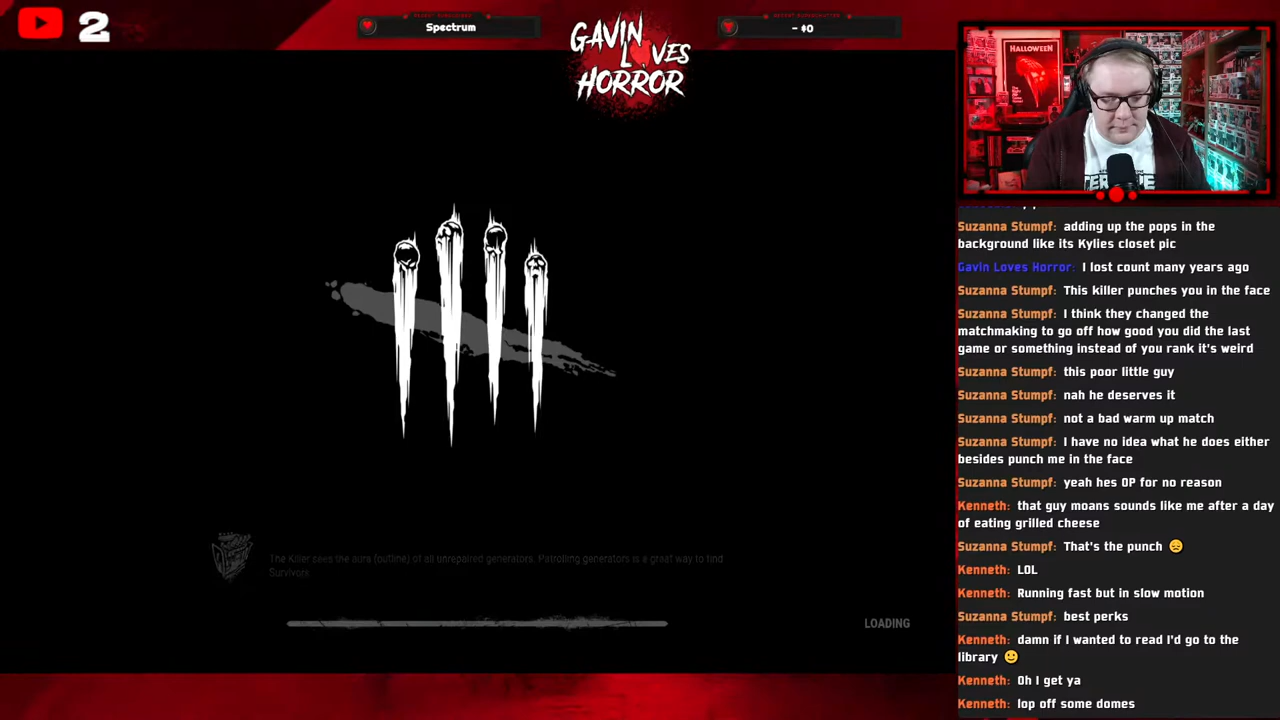 2
Spectrum
- $0
GAVIN
LOVES
HORROR
HALLOWEEN
Suzanna Stumpf: adding up the pops in the
background like its Kylies closet pic
Gavin Loves Horror: I lost count many years ago
Suzanna Stumpf: This killer punches you in the face
Suzanna Stumpf: I think they changed the
matchmaking to go off how good you did the last
game or something instead of you rank it's weird
Suzanna Stumpf: this poor little guy
Suzanna Stumpf: nah he deserves it
Suzanna Stumpf: not a bad warm up match
Suzanna Stumpf: I have no idea what he does either
besides punch me in the face
Suzanna Stumpf: yeah hes OP for no reason
Kenneth: that guy moans sounds like me after a day
of eating grilled cheese
Suzanna Stumpf: That's the punch 😞
Kenneth: LOL
Kenneth: Running fast but in slow motion
Suzanna Stumpf: best perks
Kenneth: damn if I wanted to read I'd go to the
library 🙂
Kenneth: Oh I get ya
Kenneth: lop off some domes
The Killer sees the aura (outline) of all unrepaired generators. Patrolling generators is a great way to find
Survivors.
LOADING